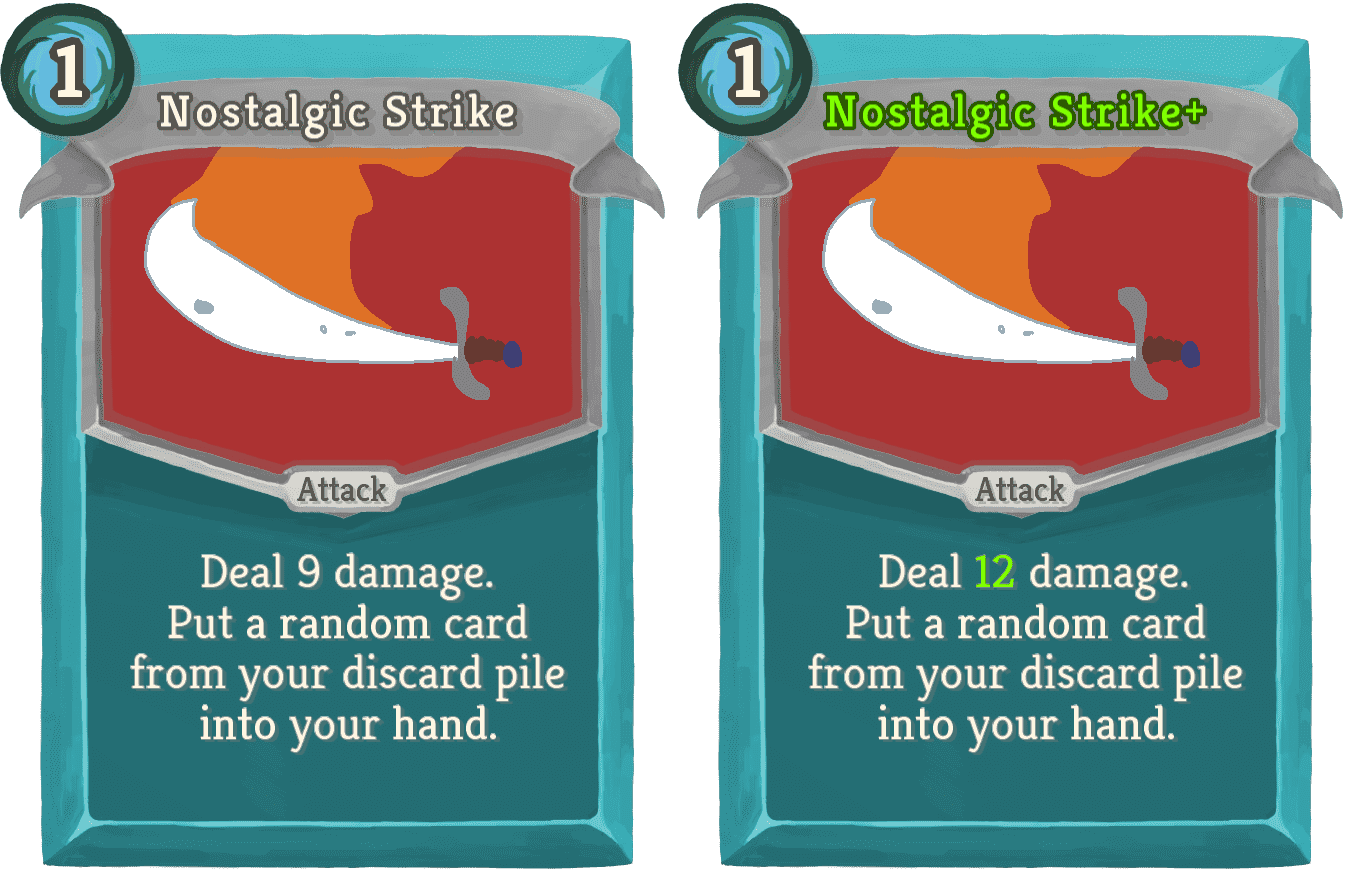 1
Nostalgic Strike
Attack
Deal 9 damage.
Put a random card
from your discard pile
into your hand.
1
Nostalgic Strike+
Attack
Deal 12 damage.
Put a random card
from your discard pile
into your hand.